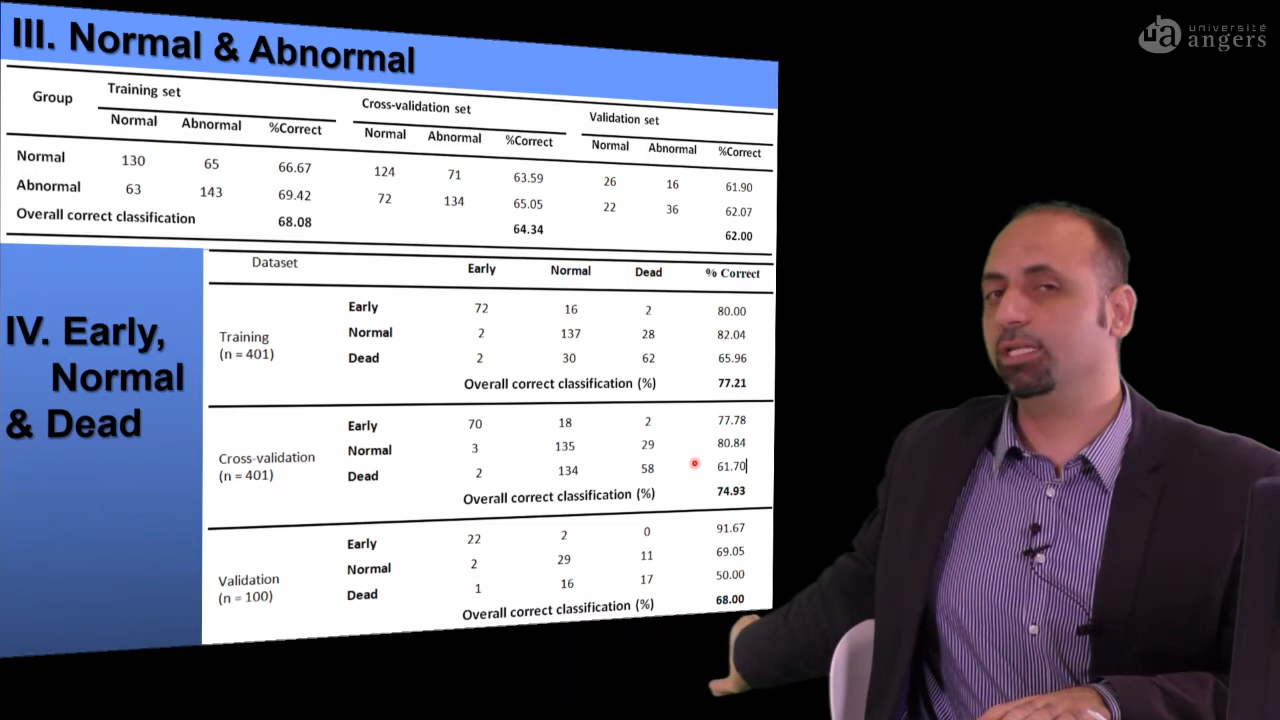 III. Normal & Abnormal
université
angers
Group Training set Cross-validation set Validation set
Normal Abnormal %Correct Normal Abnormal %Correct Normal Abnormal %Correct
Normal 130 65 66.67 124 71 63.59 26 16 61.90
Abnormal 63 143 69.42 72 134 65.05 22 36 62.07
Overall correct classification 68.08 64.34 62.00
IV. Early,
Normal
& Dead
Dataset Early Normal Dead % Correct
Training
(n = 401)
Early 72 16 2 80.00
Normal 2 137 28 82.04
Dead 2 30 62 65.96
Overall correct classification (%) 77.21
Cross-validation
(n = 401)
Early 70 18 2 77.78
Normal 3 135 29 80.84
Dead 2 134 58 61.70
Overall correct classification (%) 74.93
Validation
(n = 100)
Early 22 2 0 91.67
Normal 2 29 11 69.05
Dead 1 16 17 50.00
Overall correct classification (%) 68.00